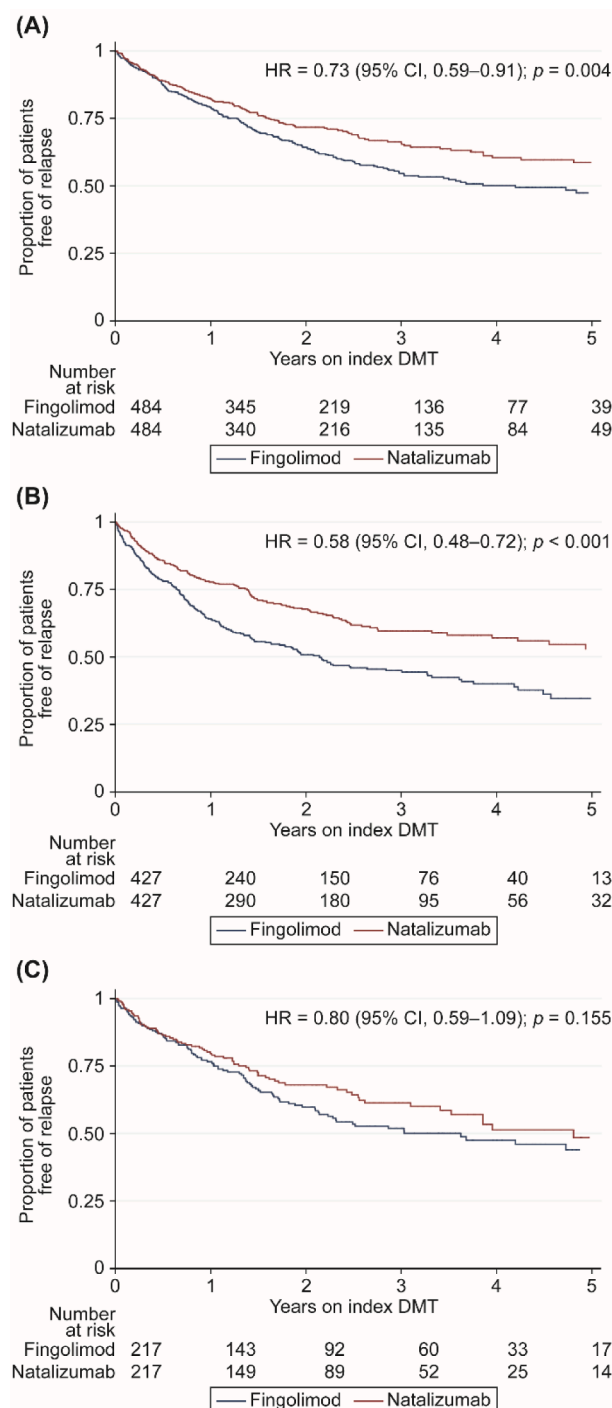 (A)
1
HR = 0.73 (95% CI, 0.59–0.91); p = 0.004
0.75
0.50
0.25
0
Proportion of patients
free of relapse
0 1 2 3 4 5
Years on index DMT
Number
at risk
Fingolimod 484 345 219 136 77 39
Natalizumab 484 340 216 135 84 49
Fingolimod Natalizumab
(B)
1
HR = 0.58 (95% CI, 0.48–0.72); p < 0.001
0.75
0.50
0.25
0
Proportion of patients
free of relapse
0 1 2 3 4 5
Years on index DMT
Number
at risk
Fingolimod 427 240 150 76 40 13
Natalizumab 427 290 180 95 56 32
Fingolimod Natalizumab
(C)
1
HR = 0.80 (95% CI, 0.59–1.09); p = 0.155
0.75
0.50
0.25
0
Proportion of patients
free of relapse
0 1 2 3 4 5
Years on index DMT
Number
at risk
Fingolimod 217 143 92 60 33 17
Natalizumab 217 149 89 52 25 14
Fingolimod Natalizumab